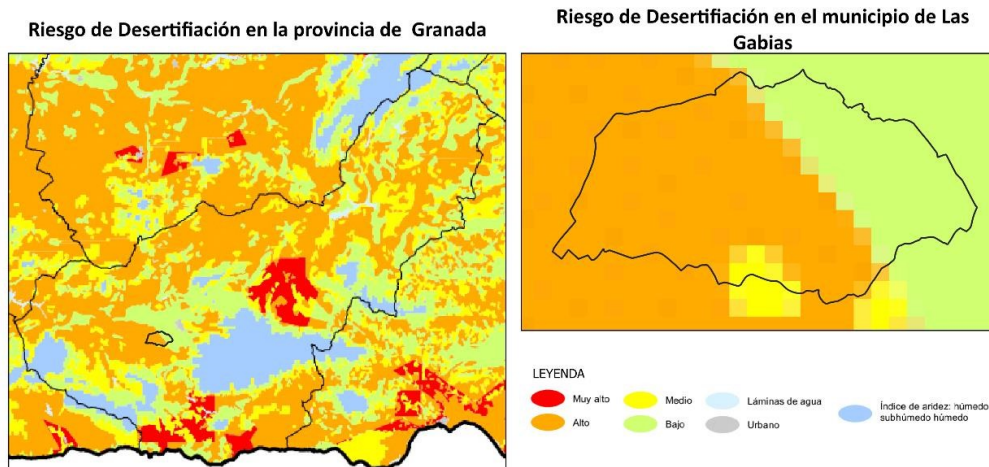 Riesgo de Desertifiación en la provincia de Granada
Riesgo de Desertifiación en el municipio de Las
Gabias
LEYENDA
Muy alto
Medio
Láminas de agua
Índice de aridez: húmedo
subhúmedo húmedo
Alto
Bajo
Urbano